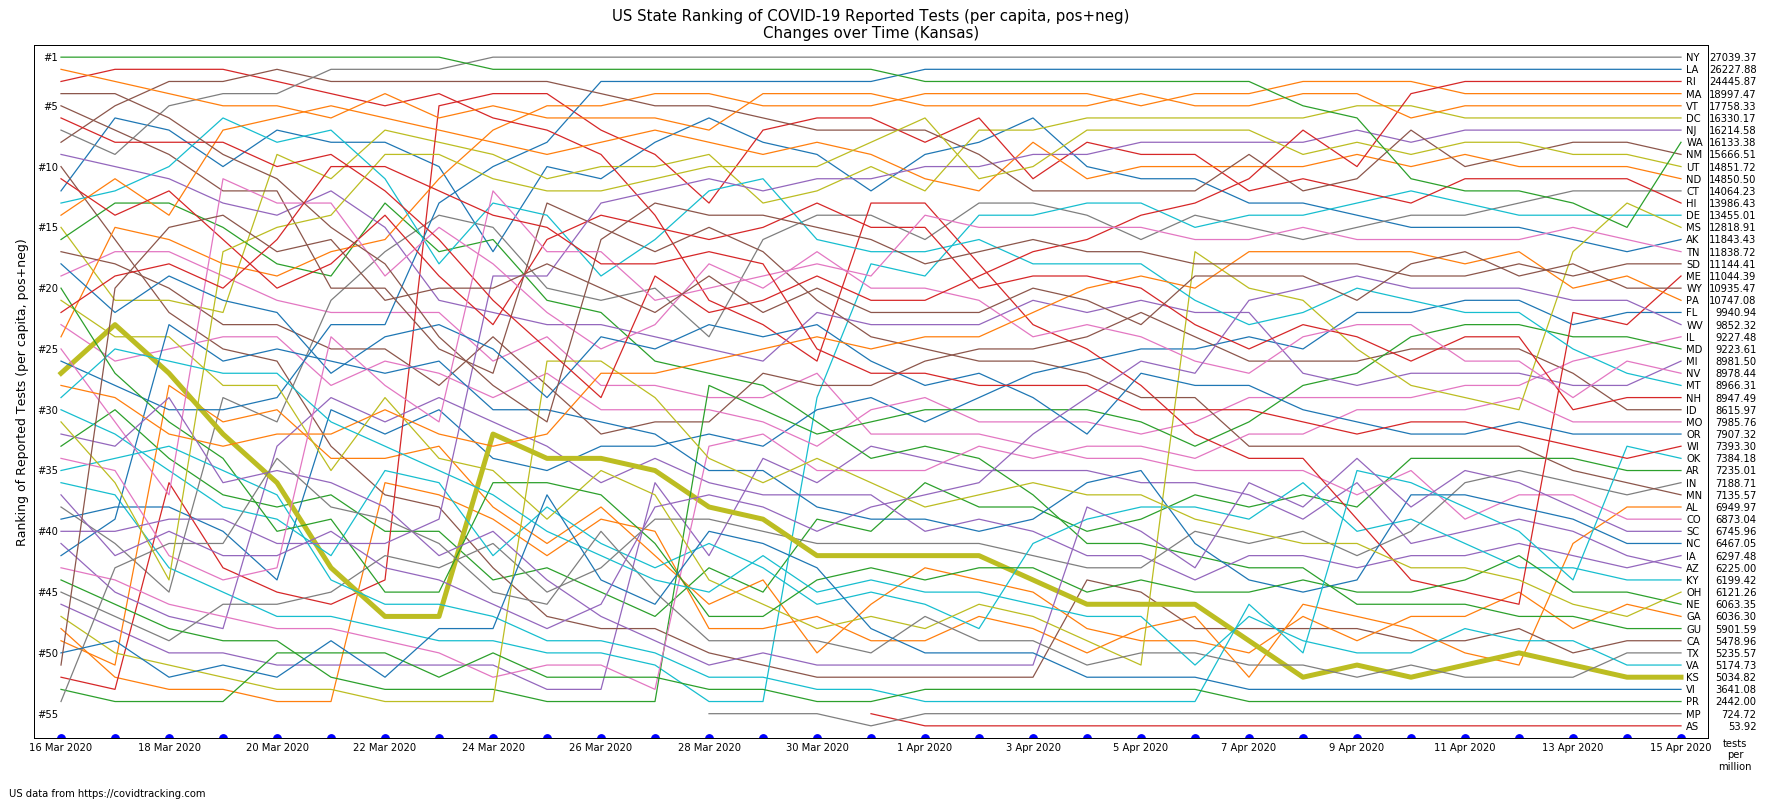 US State Ranking of COVID-19 Reported Tests (per capita, pos+neg)
Changes over Time (Kansas)
Ranking of Reported Tests (per capita, pos+neg)
#1
#5
#10
#15
#20
#25
#30
#35
#40
#45
#50
#55
NY 27039.37
LA 26227.88
RI 24445.87
MA 18997.47
VT 17758.33
DC 16330.17
NJ 16214.58
WA 16133.38
NM 15666.51
UT 14851.72
ND 14850.50
CT 14064.23
HI 13986.43
DE 13455.01
MS 12818.91
AK 11843.43
TN 11838.72
SD 11144.41
ME 11044.39
WY 10935.47
PA 10747.08
FL 9940.94
WV 9852.32
IL 9227.48
MD 9223.61
MI 8981.50
NV 8978.44
MT 8966.31
NH 8947.49
ID 8615.97
MO 7985.76
OR 7907.32
WI 7393.30
OK 7384.18
AR 7235.01
IN 7188.71
MN 7135.57
AL 6949.97
CO 6873.04
SC 6745.96
NC 6467.05
IA 6297.48
AZ 6225.00
KY 6199.42
OH 6121.26
NE 6063.35
GA 6036.30
GU 5901.59
CA 5478.96
TX 5235.57
VA 5174.73
KS 5034.82
VI 3641.08
PR 2442.00
MP 724.72
AS 53.92
16 Mar 2020 18 Mar 2020 20 Mar 2020 22 Mar 2020 24 Mar 2020 26 Mar 2020 28 Mar 2020 30 Mar 2020 1 Apr 2020 3 Apr 2020 5 Apr 2020 7 Apr 2020 9 Apr 2020 11 Apr 2020 13 Apr 2020 15 Apr 2020
tests
per
million
US data from https://covidtracking.com